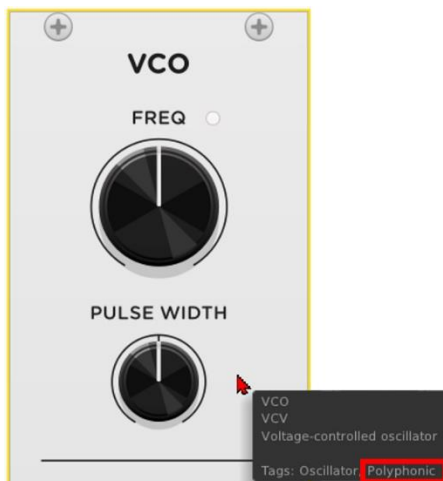 VCO
FREQ
PULSE WIDTH
VCO
VCV
Voltage-controlled oscillator
Tags: Oscillator, Polyphonic